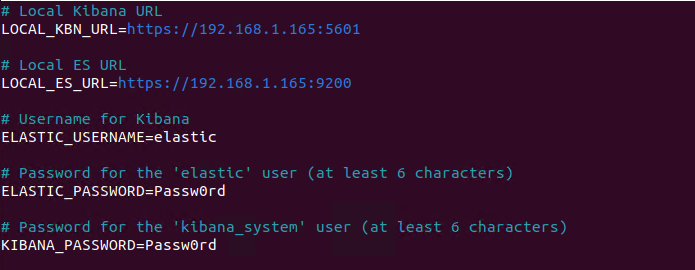 # Local Kibana URL
LOCAL_KBN_URL=https://192.168.1.165:5601
# Local ES URL
LOCAL_ES_URL=https://192.168.1.165:9200
# Username for Kibana
ELASTIC_USERNAME=elastic
# Password for the 'elastic' user (at least 6 characters)
ELASTIC_PASSWORD=Passw0rd
# Password for the 'kibana_system' user (at least 6 characters)
KIBANA_PASSWORD=Passw0rd